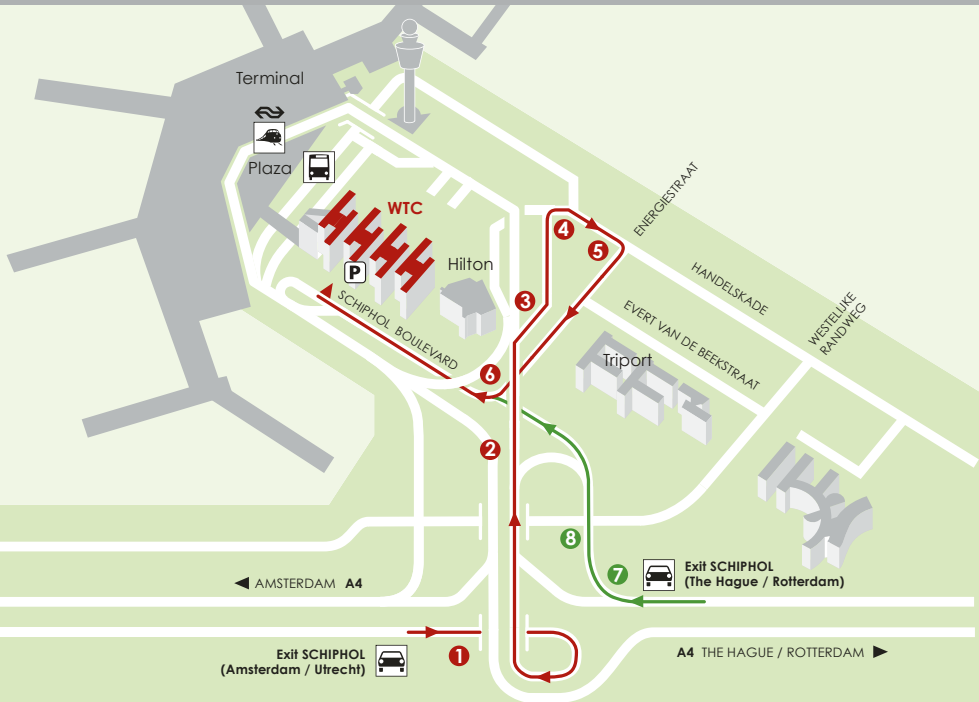 Terminal
Plaza
WTC
P
Hilton
SCHIPHOL BOULEVARD
ENERGIESTRAAT
HANDELSKADE
EVERT VAN DE BEEKSTRAAT
WESTELIJKE
RANDWEG
Triport
4
5
3
6
2
8
7
1
Exit SCHIPHOL
(The Hague / Rotterdam)
AMSTERDAM A4
Exit SCHIPHOL
(Amsterdam / Utrecht)
A4 THE HAGUE / ROTTERDAM